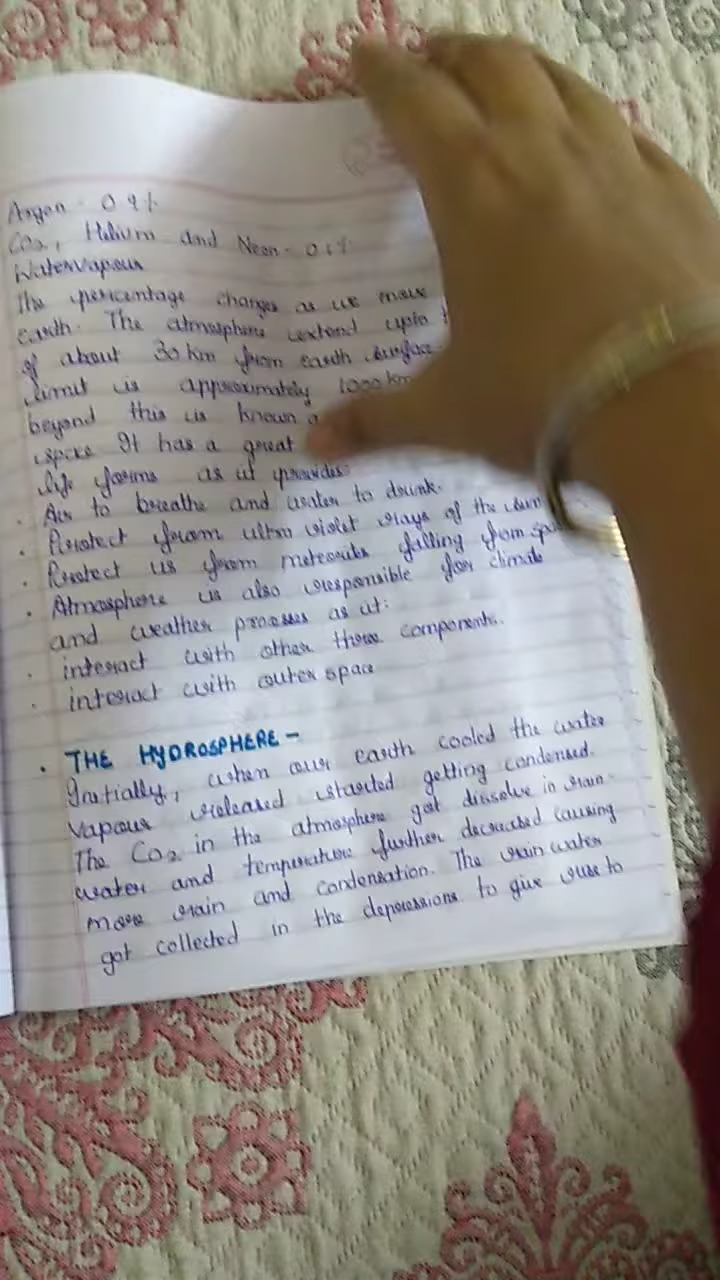 Argon - 0.9%
CO2, Helium and Neon - 0.1%
Watervapour
The percentage changes as we move
earth. The atmosphere extend upto
of about 30 km from earth surface
limit is approximately 1000 km
beyond this is known
space It has a great
life forms as it provides:
· Air to breathe and water to drink.
· Protect from ultra violet rays of the sun
· Protect us from meteorites falling from
· Atmosphere is also responsible for climate
and weather processes as it:
· interact with other three components.
· interact with outer space
· THE HYDROSPHERE -
Initially, when our earth cooled the water
vapour released started getting condensed.
The CO2 in the atmosphere got dissolve in rain
water and temperature further decreased causing
more rain and condensation. The rain water
got collected in the depressions to give rise to